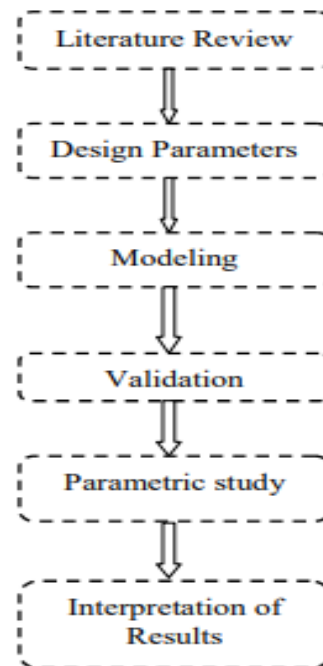 Literature Review
Design Parameters
Modeling
Validation
Parametric study
Interpretation of
Results